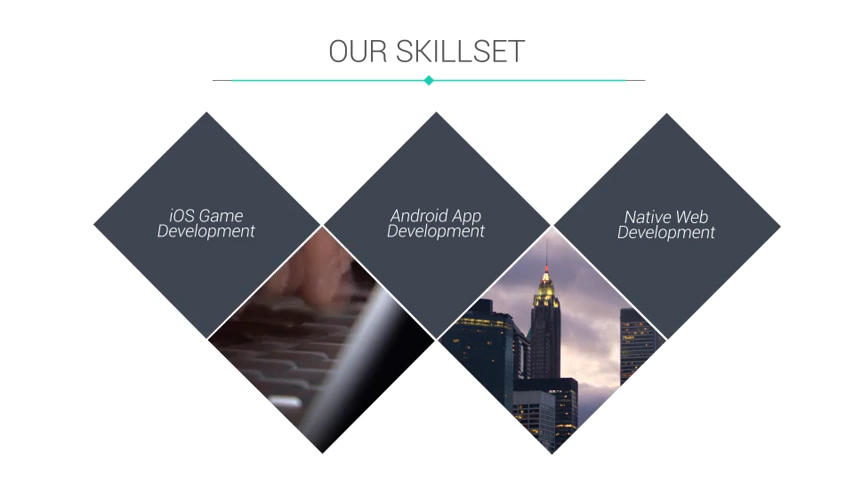 OUR SKILLSET
iOS Game
Development
Android App
Development
Native Web
Development